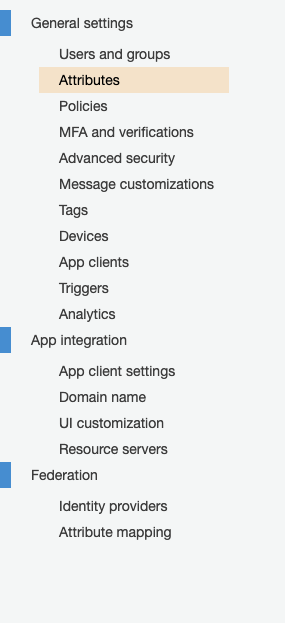 General settings
Users and groups
Attributes
Policies
MFA and verifications
Advanced security
Message customizations
Tags
Devices
App clients
Triggers
Analytics
App integration
App client settings
Domain name
UI customization
Resource servers
Federation
Identity providers
Attribute mapping